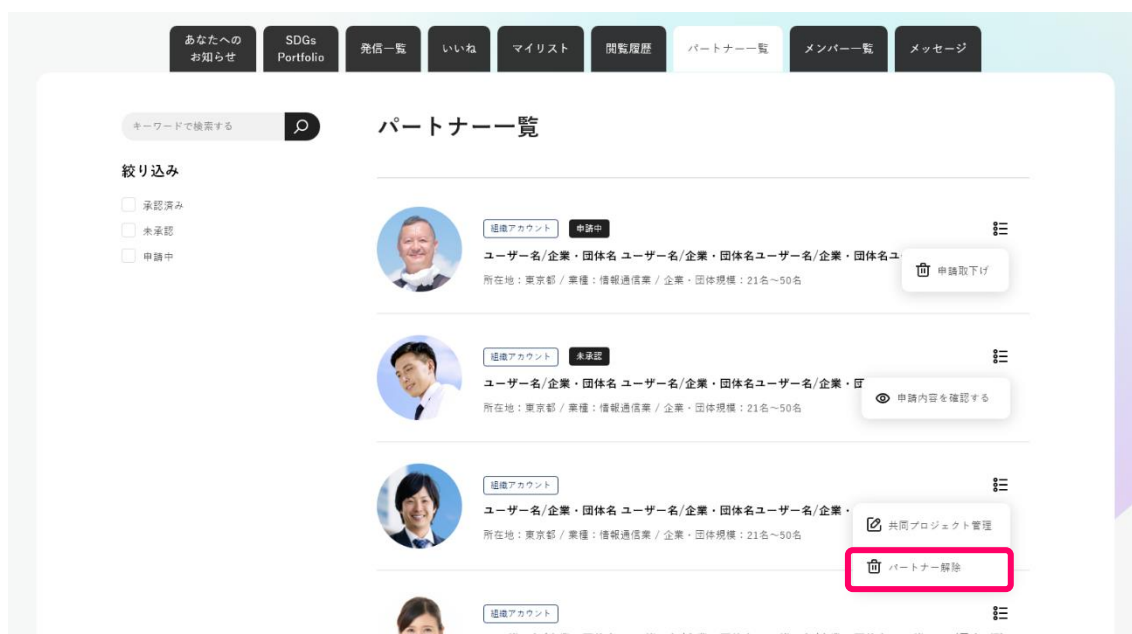 あなたへの
お知らせ
SDGs
Portfolio
発信一覧
いいね
マイリスト
閲覧履歴
パートナー一覧
メンバー一覧
メッセージ
キーワードで検索する
パートナー一覧
絞り込み
承認済み
未承認
申請中
組織アカウント 申請中
ユーザー名/企業・団体名 ユーザー名/企業・団体名ユーザー名/企業・団体名ユ
申請取下げ
所在地：東京都 / 業種：情報通信業 / 企業・団体規模：21名〜50名
組織アカウント 未承認
ユーザー名/企業・団体名 ユーザー名/企業・団体名ユーザー名/企業・
申請内容を確認する
所在地：東京都 / 業種：情報通信業 / 企業・団体規模：21名〜50名
組織アカウント
ユーザー名/企業・団体名 ユーザー名/企業・団体名ユーザー名/企業・
共同プロジェクト管理
所在地：東京都 / 業種：情報通信業 / 企業・団体規模：21名〜50名
パートナー解除
組織アカウント